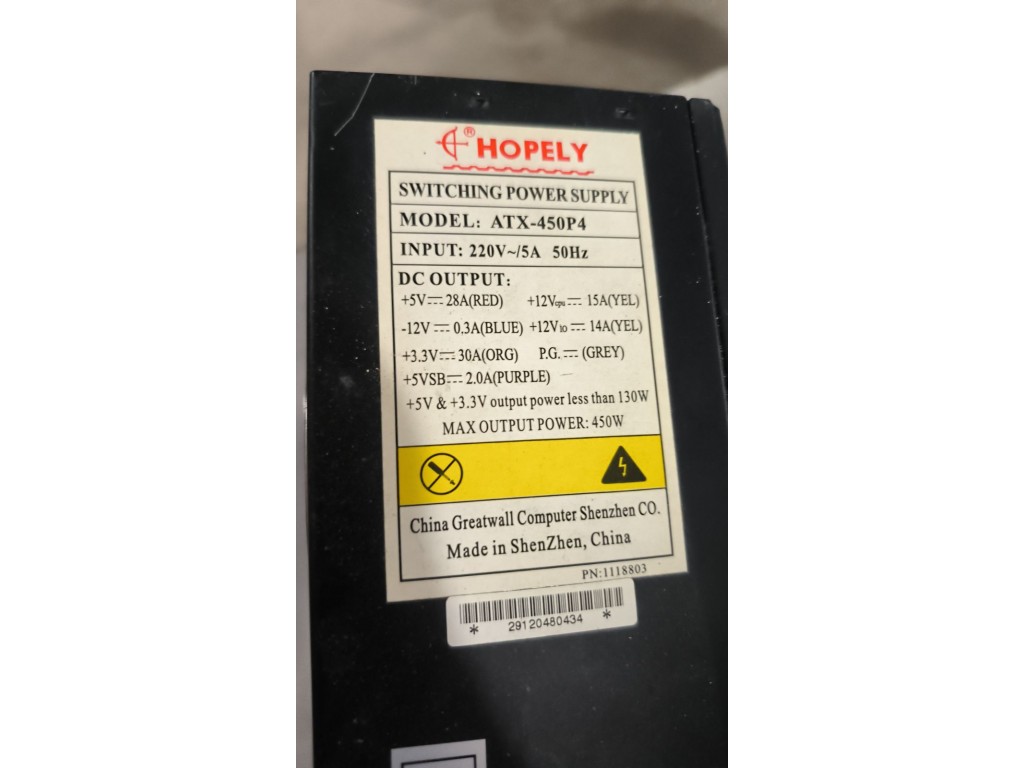 ® HOPELY
SWITCHING POWER SUPPLY
MODEL: ATX-450P4
INPUT: 220V~/5A 50Hz
DC OUTPUT:
+5V⎓28A(RED) +12Vcpu⎓15A(YEL)
-12V⎓0.3A(BLUE) +12VIO⎓14A(YEL)
+3.3V⎓30A(ORG) P.G.⎓(GREY)
+5VSB⎓2.0A(PURPLE)
+5V & +3.3V output power less than 130W
MAX OUTPUT POWER: 450W
China Greatwall Computer Shenzhen CO.
Made in ShenZhen, China
PN:1118803
* 29120480434 *